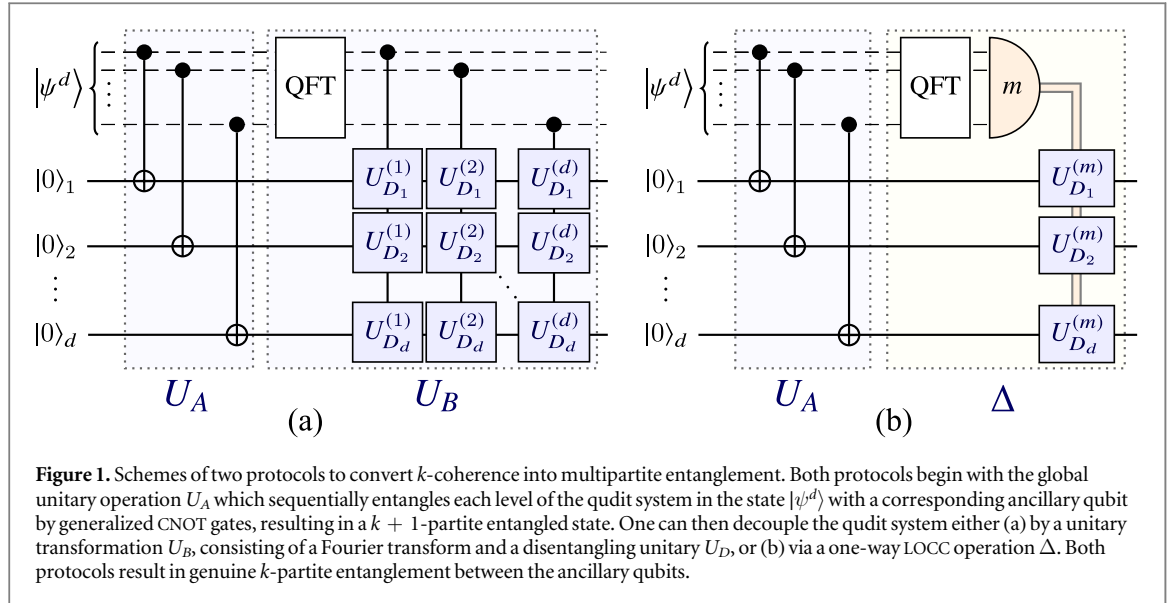 |ψ^d⟩
QFT
|0⟩_1
|0⟩_2
⋮
|0⟩_d
U_{D_1}^{(1)} U_{D_1}^{(2)} U_{D_1}^{(d)}
U_{D_2}^{(1)} U_{D_2}^{(2)} U_{D_2}^{(d)}
U_{D_d}^{(1)} U_{D_d}^{(2)} U_{D_d}^{(d)}
U_A U_B
(a)
|ψ^d⟩
QFT m
|0⟩_1 U_{D_1}^{(m)}
|0⟩_2 U_{D_2}^{(m)}
⋮
|0⟩_d U_{D_d}^{(m)}
U_A Δ
(b)
Figure 1. Schemes of two protocols to convert k-coherence into multipartite entanglement. Both protocols begin with the global
unitary operation U_A which sequentially entangles each level of the qudit system in the state |ψ^d⟩ with a corresponding ancillary qubit
by generalized CNOT gates, resulting in a k + 1-partite entangled state. One can then decouple the qudit system either (a) by a unitary
transformation U_B, consisting of a Fourier transform and a disentangling unitary U_D, or (b) via a one-way LOCC operation Δ. Both
protocols result in genuine k-partite entanglement between the ancillary qubits.